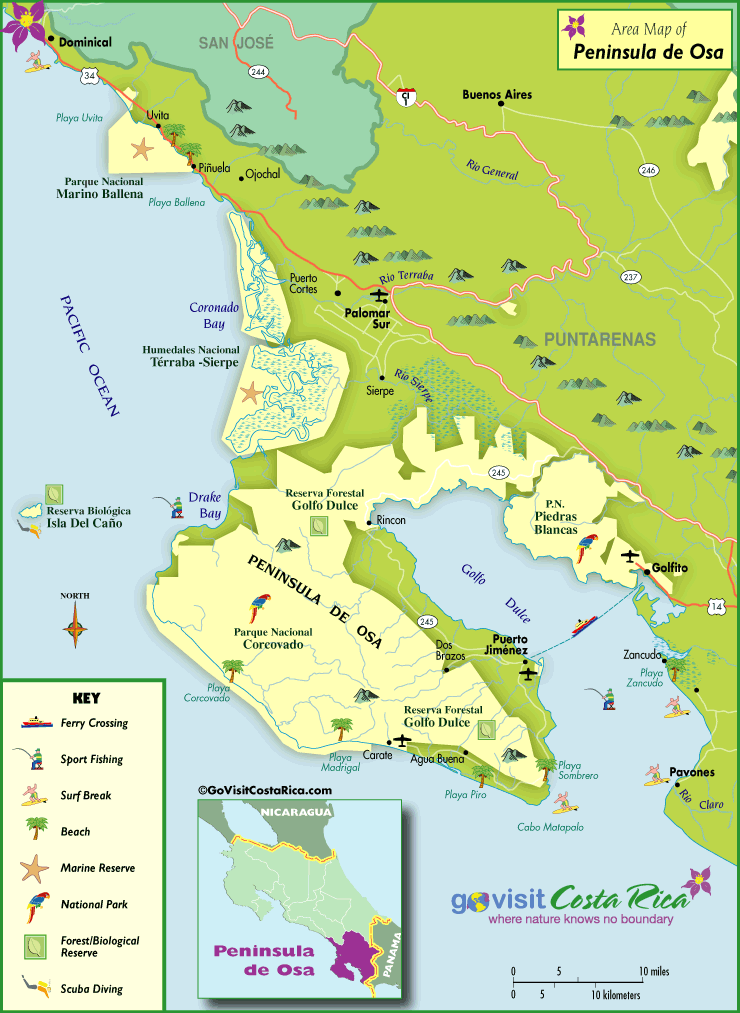 Area Map of
Peninsula de Osa
Dominical
SAN JOSÉ
34
244
CI
1
Buenos Aires
Playa Uvita
Uvita
Piñuela
Ojochal
Río General
246
Parque Nacional
Marino Ballena
Playa Ballena
237
Puerto
Cortes
Río Terraba
Palomar
Sur
Coronado
Bay
PACIFIC OCEAN
PUNTARENAS
Humedales Nacional
Térraba -Sierpe
Sierpe
Río Sierpe
245
Drake
Bay
Reserva Forestal
Golfo Dulce
Rincon
P.N.
Piedras
Blancas
Reserva Biológica
Isla Del Caño
Golfito
Golfo
Dulce
14
NORTH
PENINSULA DE OSA
Parque Nacional
Corcovado
245
Dos
Brazos
Puerto
Jiménez
Zancudo
Playa
Zancudo
Playa
Corcovado
Reserva Forestal
Golfo Dulce
Playa
Madrigal
Carate
Agua Buena
Playa Piro
Playa
Sombrero
Cabo Matapalo
Pavones
Río Claro
KEY
Ferry Crossing
Sport Fishing
Surf Break
Beach
Marine Reserve
National Park
Forest/Biological
Reserve
Scuba Diving
©GoVisitCostaRica.com
NICARAGUA
PANAMA
Peninsula
de Osa
govisit Costa Rica
where nature knows no boundary
0 5 10 miles
0 5 10 kilometers